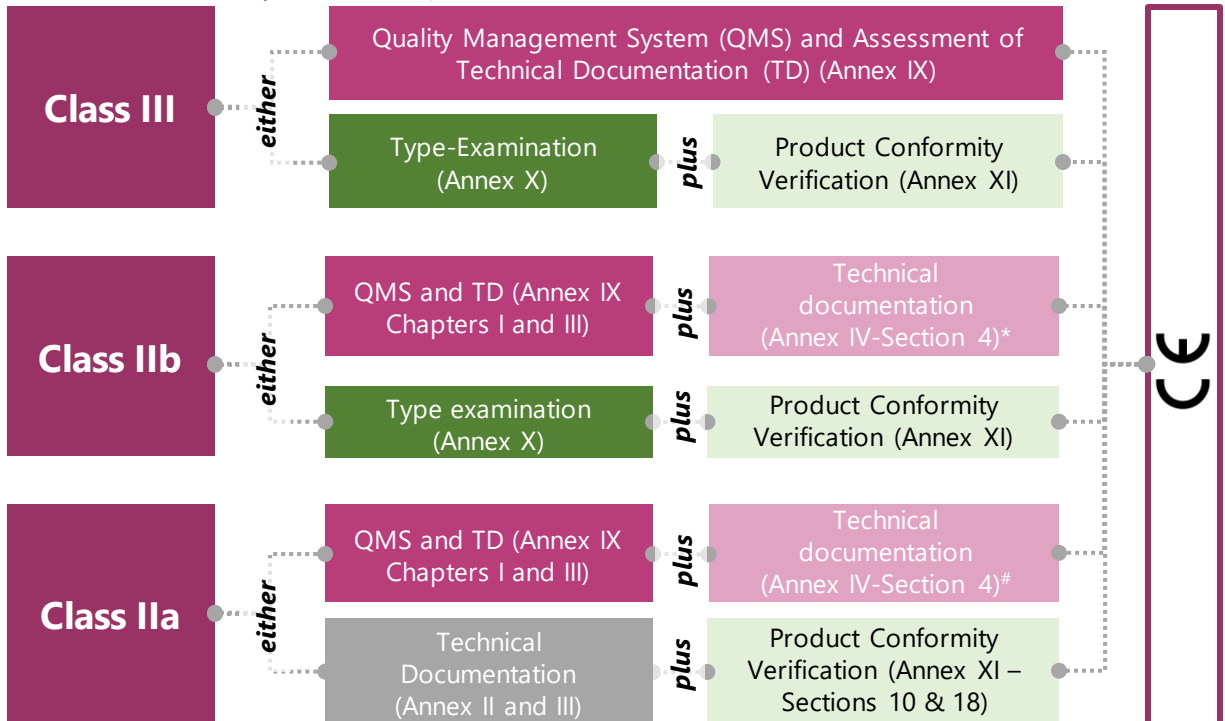 Class III
either
Quality Management System (QMS) and Assessment of
Technical Documentation (TD) (Annex IX)
Type-Examination
(Annex X)
plus
Product Conformity
Verification (Annex XI)
Class IIb
either
QMS and TD (Annex IX
Chapters I and III)
plus
Technical
documentation
(Annex IV-Section 4)*
Type examination
(Annex X)
plus
Product Conformity
Verification (Annex XI)
Class IIa
either
QMS and TD (Annex IX
Chapters I and III)
plus
Technical
documentation
(Annex IV-Section 4)#
Technical
Documentation
(Annex II and III)
plus
Product Conformity
Verification (Annex XI –
Sections 10 & 18)
CE